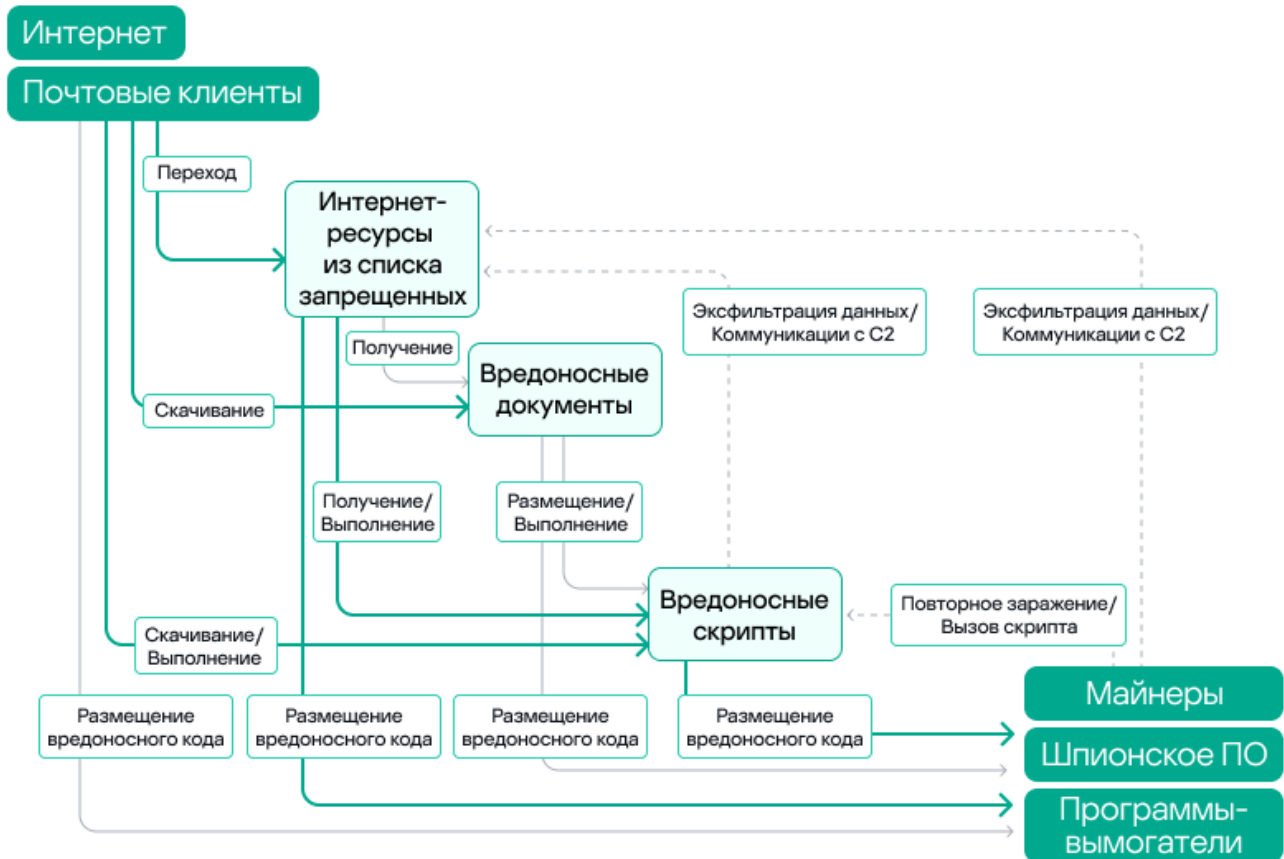 Интернет
Почтовые клиенты
Переход
Интернет-
ресурсы
из списка
запрещенных
Эксфильтрация данных/
Коммуникации с С2
Эксфильтрация данных/
Коммуникации с С2
Получение
Вредоносные
документы
Скачивание
Получение/
Выполнение
Размещение/
Выполнение
Вредоносные
скрипты
Повторное заражение/
Вызов скрипта
Скачивание/
Выполнение
Размещение
вредоносного кода
Размещение
вредоносного кода
Размещение
вредоносного кода
Размещение
вредоносного кода
Майнеры
Шпионское ПО
Программы-
вымогатели